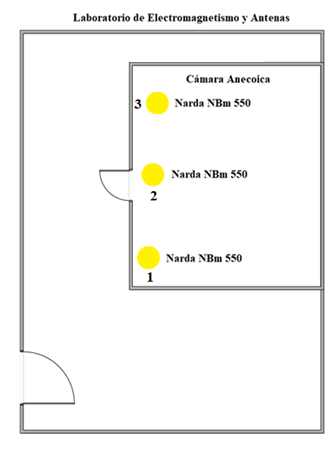 Laboratorio de Electromagnetismo y Antenas
Cámara Anecoica
3 Narda NBm 550
Narda NBm 550
2
Narda NBm 550
1